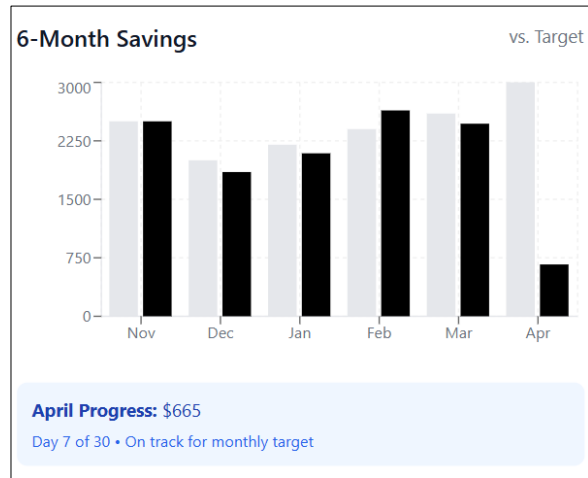 6-Month Savings
vs. Target
3000
2250
1500
750
0
Nov Dec Jan Feb Mar Apr
April Progress: $665
Day 7 of 30 • On track for monthly target